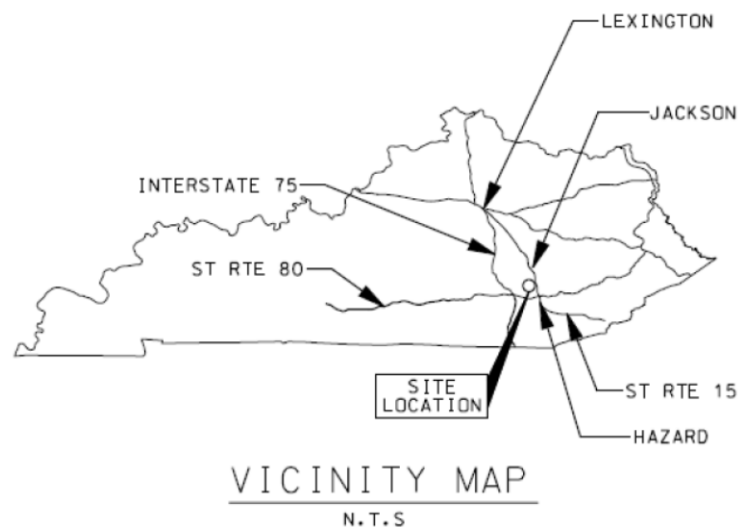 LEXINGTON
JACKSON
INTERSTATE 75
ST RTE 80
SITE
LOCATION
ST RTE 15
HAZARD
VICINITY MAP
N.T.S